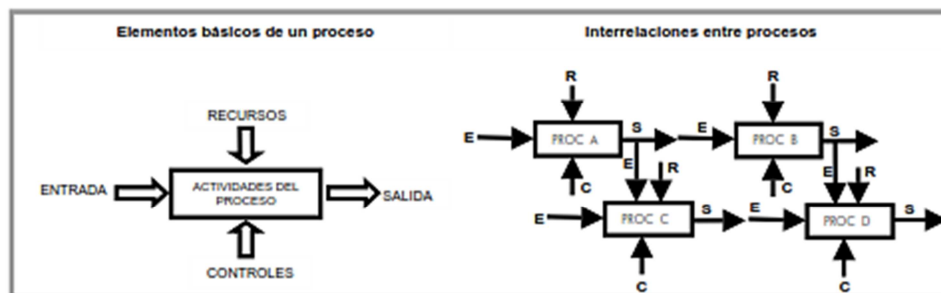 Elementos básicos de un proceso
RECURSOS
ENTRADA
ACTIVIDADES DEL
PROCESO
SALIDA
CONTROLES
Interrelaciones entre procesos
R
R
E
PROC A
S
E
PROC B
S
E
R
E
R
C
C
E
PROC C
S
E
PROC D
S
C
C